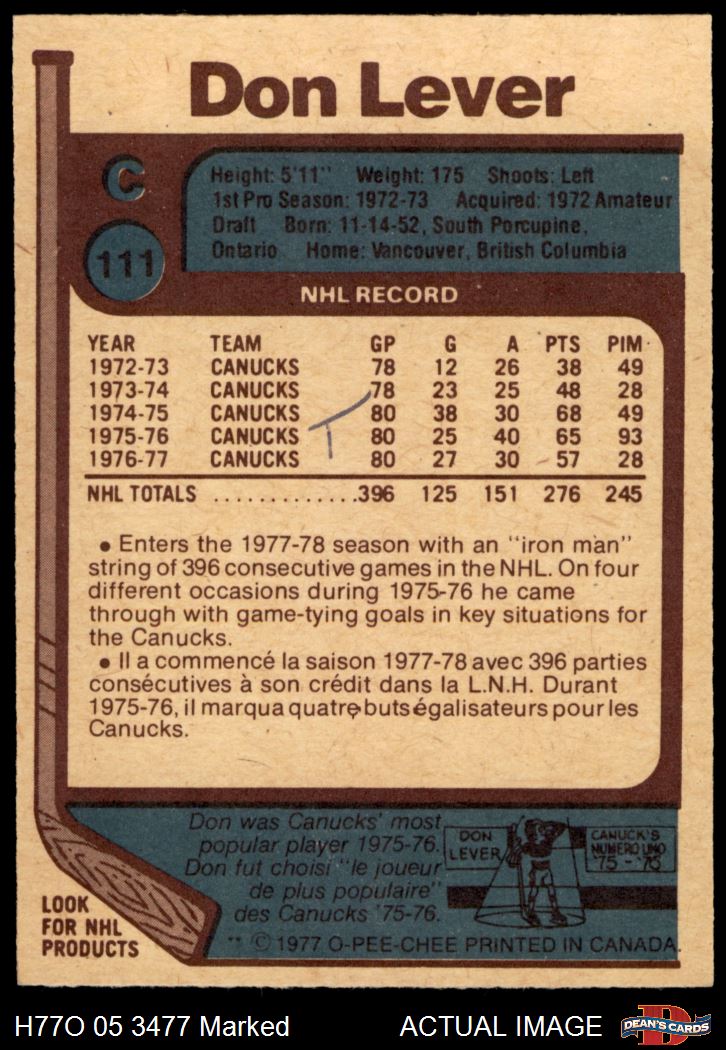 Don Lever
C
111
Height: 5'11" Weight: 175 Shoots: Left
1st Pro Season: 1972-73 Acquired: 1972 Amateur
Draft Born: 11-14-52, South Porcupine,
Ontario Home: Vancouver, British Columbia
NHL RECORD
YEAR TEAM GP G A PTS PIM
1972-73 CANUCKS 78 12 26 38 49
1973-74 CANUCKS 78 23 25 48 28
1974-75 CANUCKS 80 38 30 68 49
1975-76 CANUCKS 80 25 40 65 93
1976-77 CANUCKS 80 27 30 57 28
NHL TOTALS .............396 125 151 276 245
• Enters the 1977-78 season with an "iron man"
string of 396 consecutive games in the NHL. On four
different occasions during 1975-76 he came
through with game-tying goals in key situations for
the Canucks.
• Il a commencé la saison 1977-78 avec 396 parties
consécutives à son crédit dans la L.N.H. Durant
1975-76, il marqua quatre buts égalisateurs pour les
Canucks.
Don was Canucks' most
popular player 1975-76.
Don fut choisi "le joueur
de plus populaire"
des Canucks '75-76.
DON
LEVER
CANUCK'S
NUMERO UNO
'75-'76
LOOK
FOR NHL
PRODUCTS
** © 1977 O-PEE-CHEE PRINTED IN CANADA.
H77O 05 3477 Marked ACTUAL IMAGE
D
DEAN'S CARDS